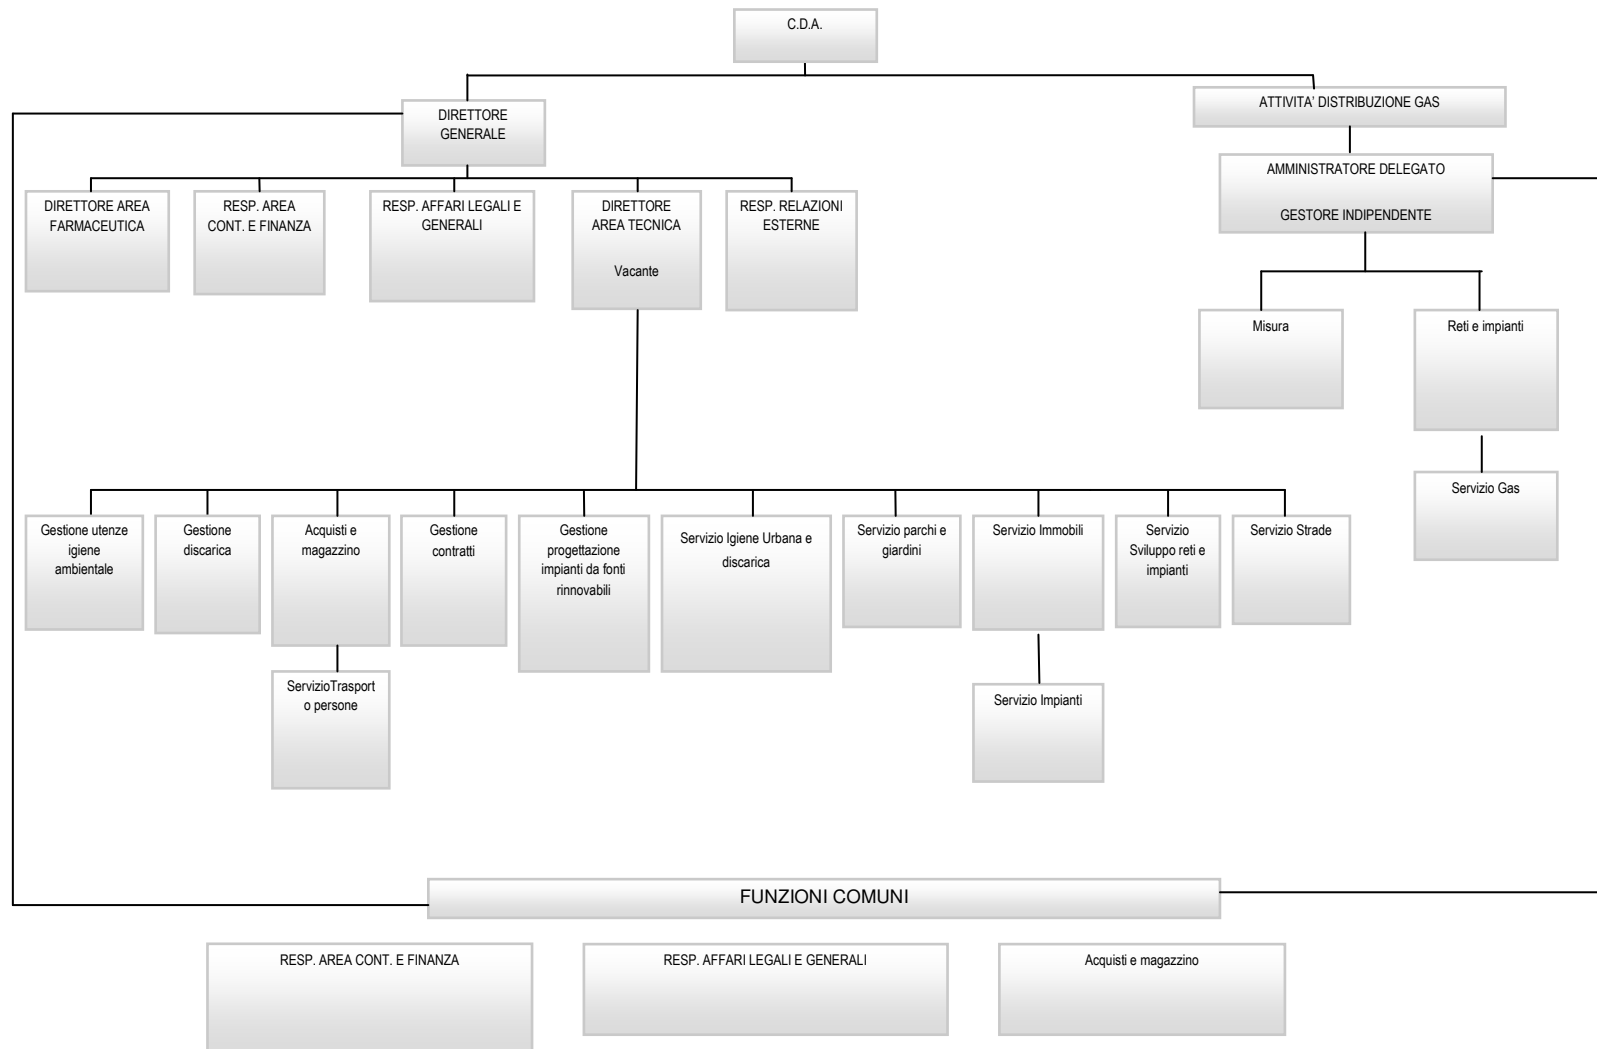 C.D.A.
DIRETTORE
GENERALE
ATTIVITA' DISTRIBUZIONE GAS
AMMINISTRATORE DELEGATO
GESTORE INDIPENDENTE
DIRETTORE AREA
FARMACEUTICA
RESP. AREA
CONT. E FINANZA
RESP. AFFARI LEGALI E
GENERALI
DIRETTORE
AREA TECNICA
Vacante
RESP. RELAZIONI
ESTERNE
Misura
Reti e impianti
Servizio Gas
Gestione utenze
igiene
ambientale
Gestione
discarica
Acquisti e
magazzino
Gestione
contratti
Gestione
progettazione
impianti da fonti
rinnovabili
Servizio Igiene Urbana e
discarica
Servizio parchi e
giardini
Servizio Immobili
Servizio
Sviluppo reti e
impianti
Servizio Strade
ServizioTrasport
o persone
Servizio Impianti
FUNZIONI COMUNI
RESP. AREA CONT. E FINANZA
RESP. AFFARI LEGALI E GENERALI
Acquisti e magazzino